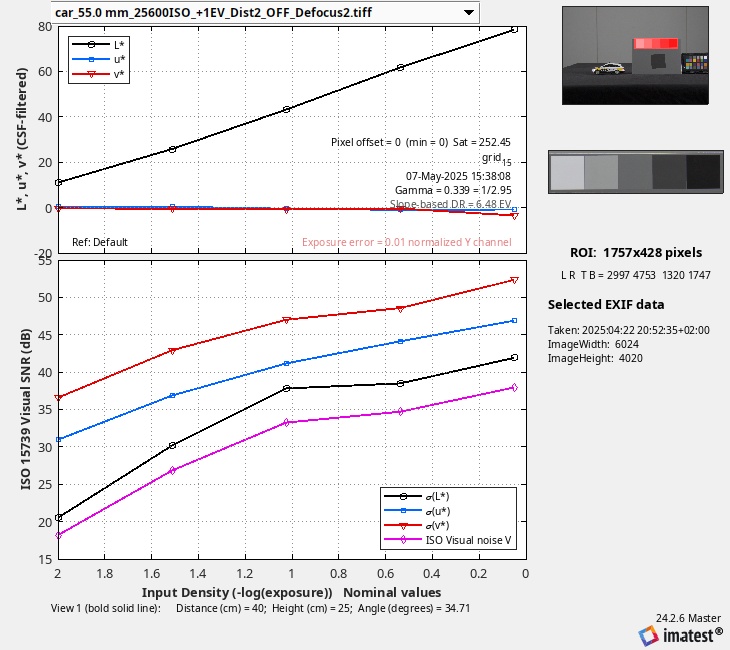 car_55.0 mm_25600ISO_+1EV_Dist2_OFF_Defocus2.tiff
80
60
40
20
0
-20
L*, u*, v* (CSF-filtered)
L*
u*
v*
Pixel offset = 0 (min = 0) Sat = 252.45
grid_15
07-May-2025 15:38:08
Gamma = 0.339 = 1/2.95
Slope-based DR = 6.48 EV
Ref: Default
Exposure error = 0.01 normalized Y channel
ROI: 1757x428 pixels
L R T B = 2997 4753 1320 1747
Selected EXIF data
Taken: 2025:04:22 20:52:35+02:00
ImageWidth: 6024
ImageHeight: 4020
55
50
45
40
35
30
25
20
15
ISO 15739 Visual SNR (dB)
σ(L*)
σ(u*)
σ(v*)
ISO Visual noise V
2 1.8 1.6 1.4 1.2 1 0.8 0.6 0.4 0.2 0
Input Density (-log(exposure)) Nominal values
View 1 (bold solid line): Distance (cm) = 40; Height (cm) = 25; Angle (degrees) = 34.71
24.2.6 Master
imatest®